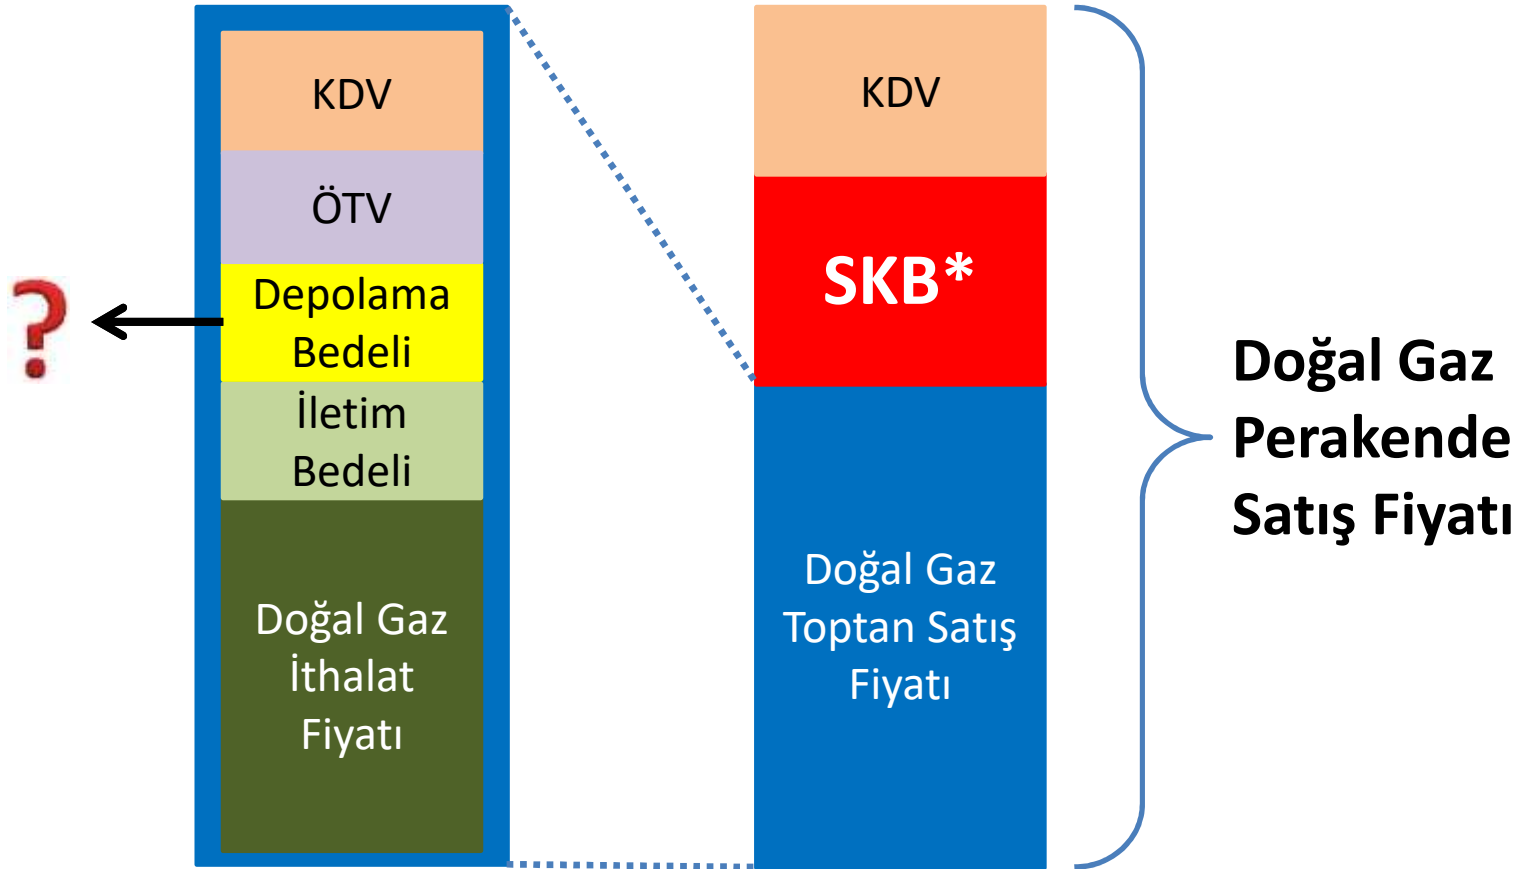 KDV
ÖTV
Depolama
Bedeli
İletim
Bedeli
Doğal Gaz
İthalat
Fiyatı
?
KDV
SKB*
Doğal Gaz
Toptan Satış
Fiyatı
Doğal Gaz
Perakende
Satış Fiyatı